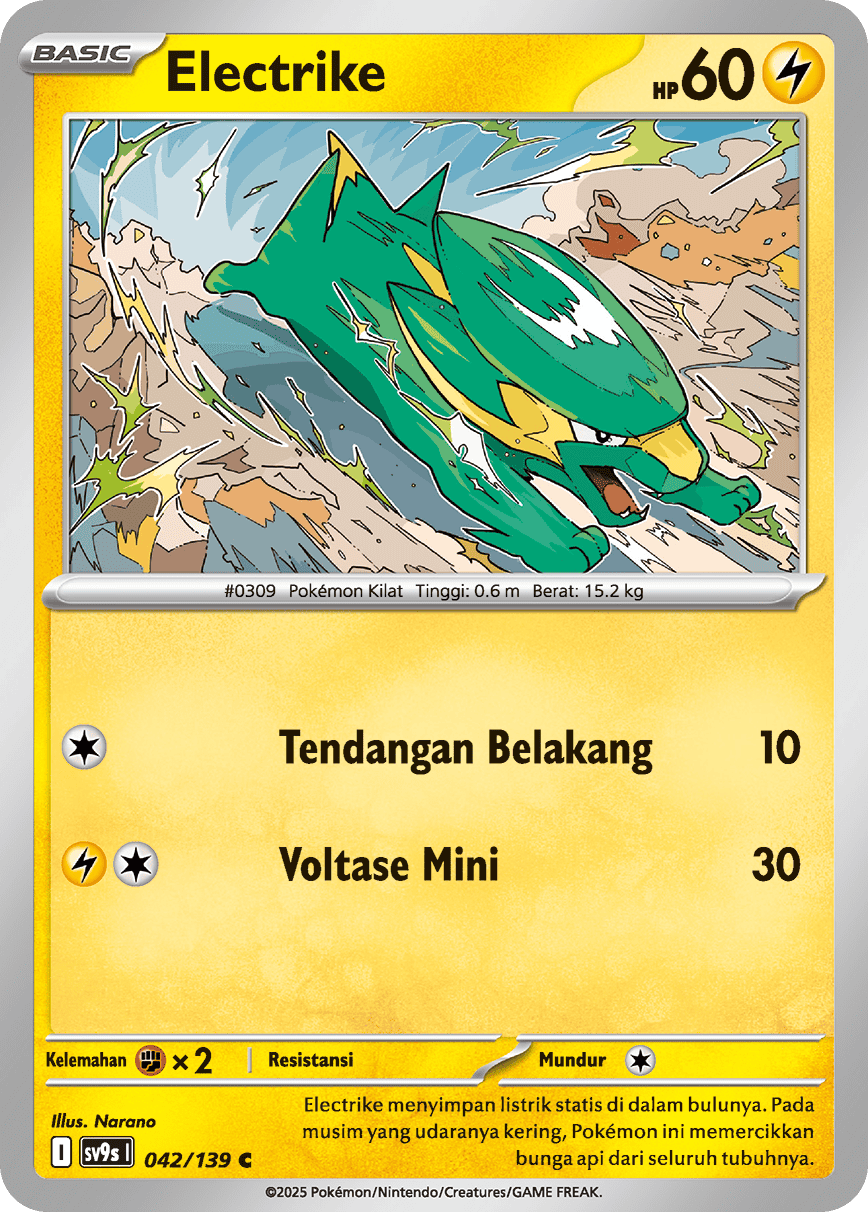 BASIC
Electrike
HP 60
#0309 Pokémon Kilat Tinggi: 0.6 m Berat: 15.2 kg
Tendangan Belakang 10
Voltase Mini 30
Kelemahan × 2 Resistansi Mundur
Illus. Narano
Electrike menyimpan listrik statis di dalam bulunya. Pada
musim yang udaranya kering, Pokémon ini memercikkan
bunga api dari seluruh tubuhnya.
I sv9s I 042/139 C
©2025 Pokémon/Nintendo/Creatures/GAME FREAK.